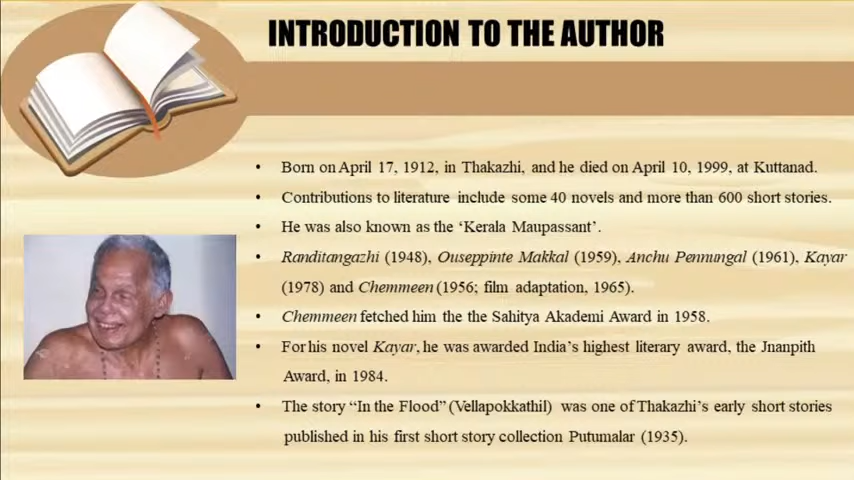 INTRODUCTION TO THE AUTHOR
• Born on April 17, 1912, in Thakazhi, and he died on April 10, 1999, at Kuttanad.
• Contributions to literature include some 40 novels and more than 600 short stories.
• He was also known as the ‘Kerala Maupassant’.
• Randitangazhi (1948), Ouseppinte Makkal (1959), Anchu Pennungal (1961), Kayar
(1978) and Chemmeen (1956; film adaptation, 1965).
• Chemmeen fetched him the the Sahitya Akademi Award in 1958.
• For his novel Kayar, he was awarded India’s highest literary award, the Jnanpith
Award, in 1984.
• The story “In the Flood” (Vellapokkathil) was one of Thakazhi’s early short stories
published in his first short story collection Putumalar (1935).